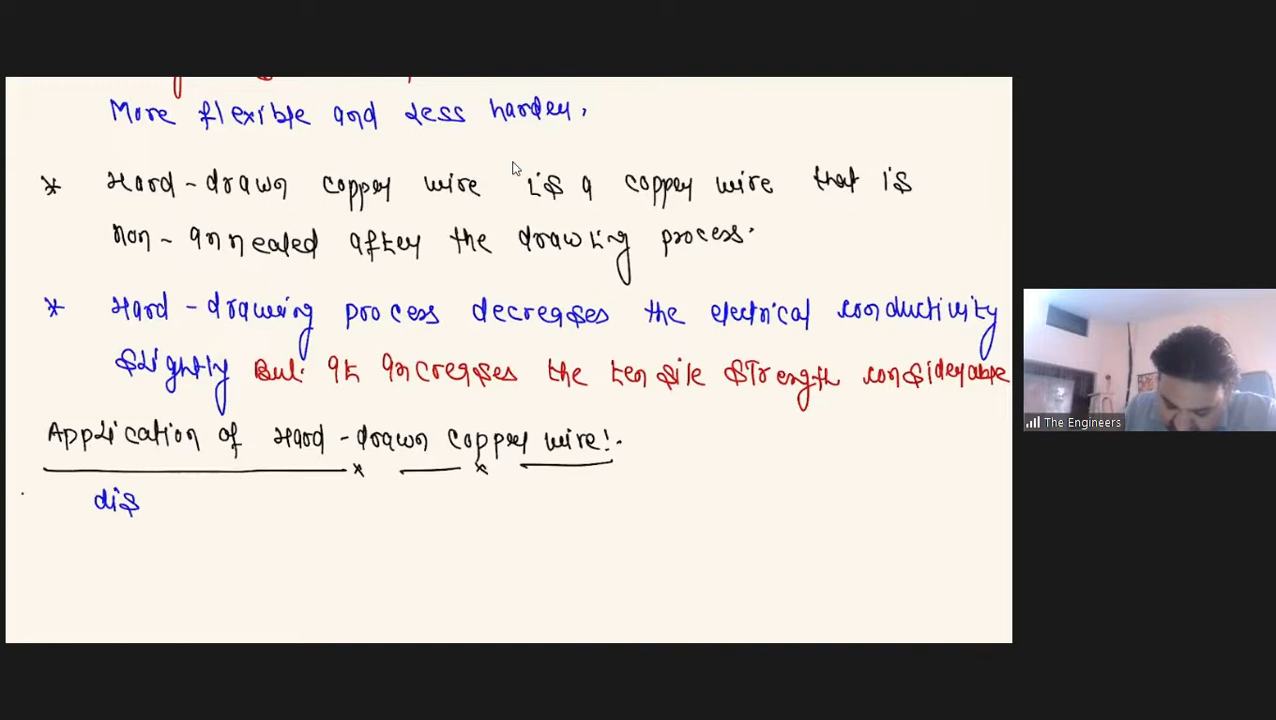 More flexible and less harder.
* Hard-drawn copper wire is a copper wire that is
non-annealed after the drawing process.
* Hard-drawing process decreases the electrical conductivity
slightly But it increases the tensile strength considerable
Application of Hard-drawn copper wire:-
dis
The Engineers